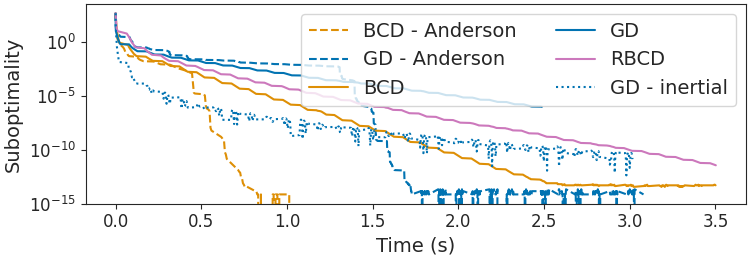 Suboptimality
10^0
10^-5
10^-10
10^-15
BCD - Anderson
GD - Anderson
BCD
GD
RBCD
GD - inertial
0.0 0.5 1.0 1.5 2.0 2.5 3.0 3.5
Time (s)